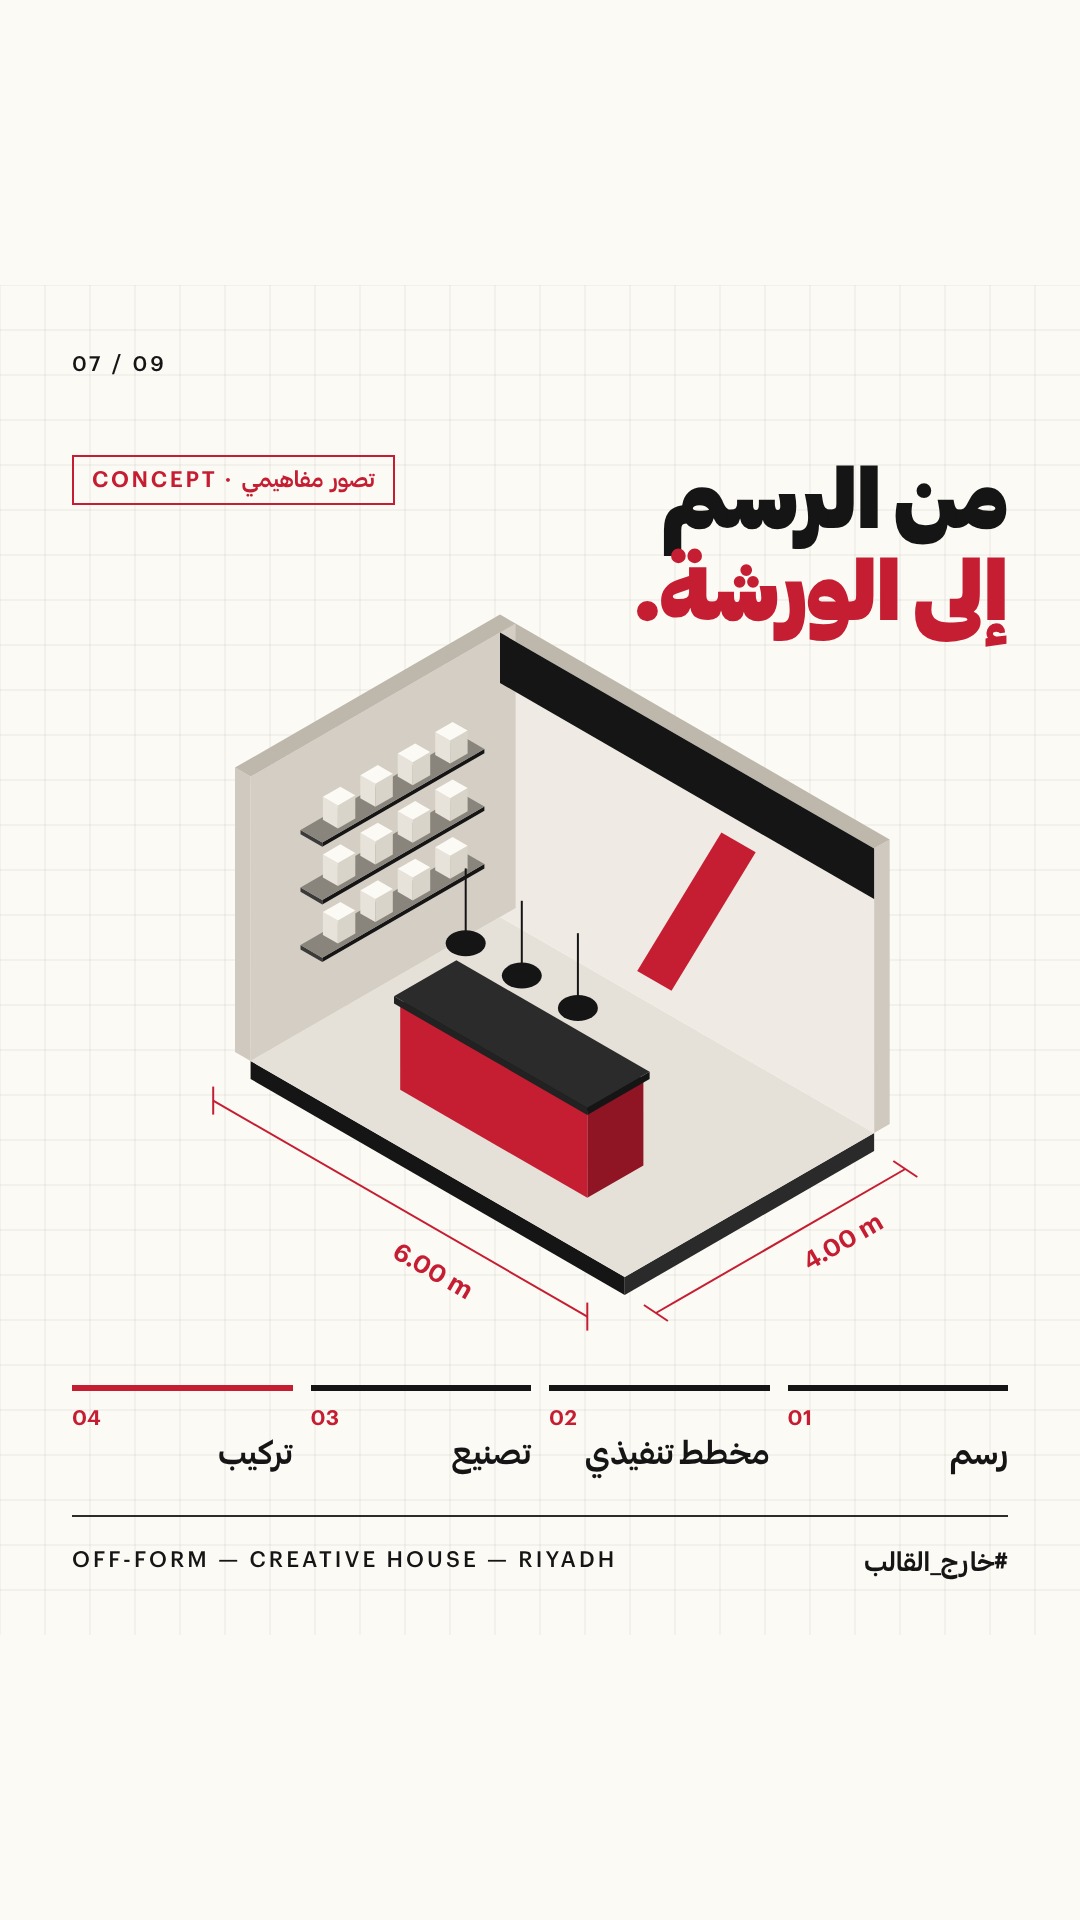 07 / 09
CONCEPT · تصور مفاهيمي
من الرسم
إلى الورشة.
6.00 m
4.00 m
01
رسم
02
مخطط تنفيذي
03
تصنيع
04
تركيب
#خارج_القالب
OFF-FORM — CREATIVE HOUSE — RIYADH